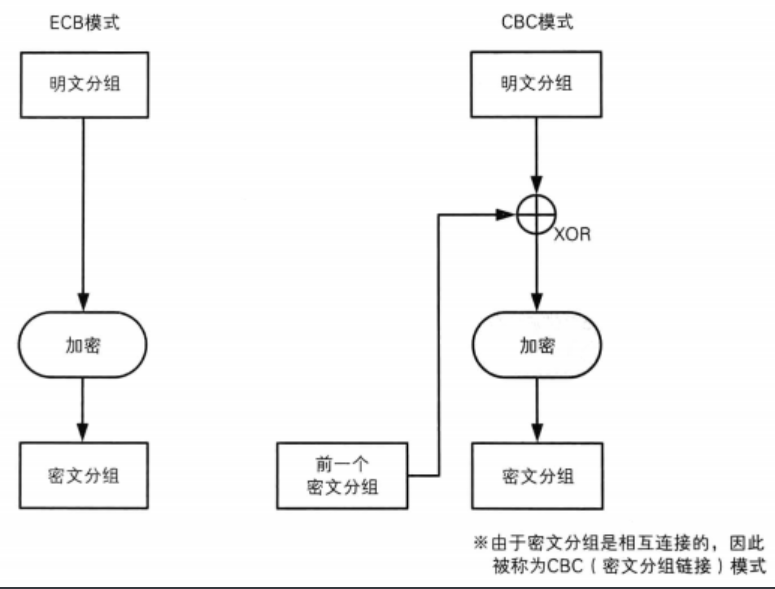 ECB模式
明文分组
加密
密文分组
CBC模式
明文分组
XOR
加密
前一个
密文分组
密文分组
※由于密文分组是相互连接的，因此
被称为CBC（密文分组链接）模式